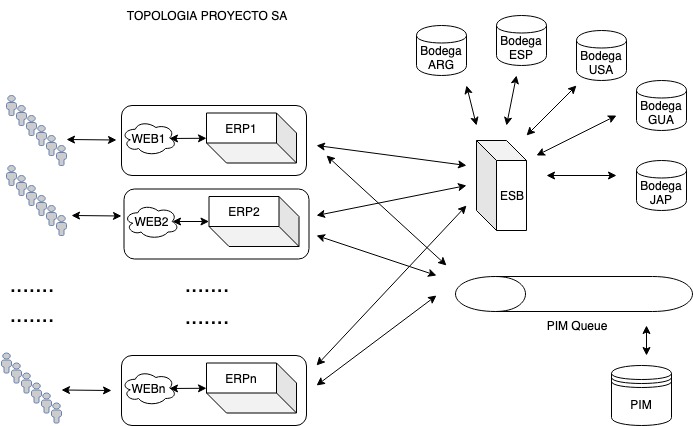 TOPOLOGIA PROYECTO SA
Bodega
ARG
Bodega
ESP
Bodega
USA
Bodega
GUA
Bodega
JAP
WEB1
ERP1
WEB2
ERP2
ESB
.......
.......
.......
.......
PIM Queue
WEBn
ERPn
PIM